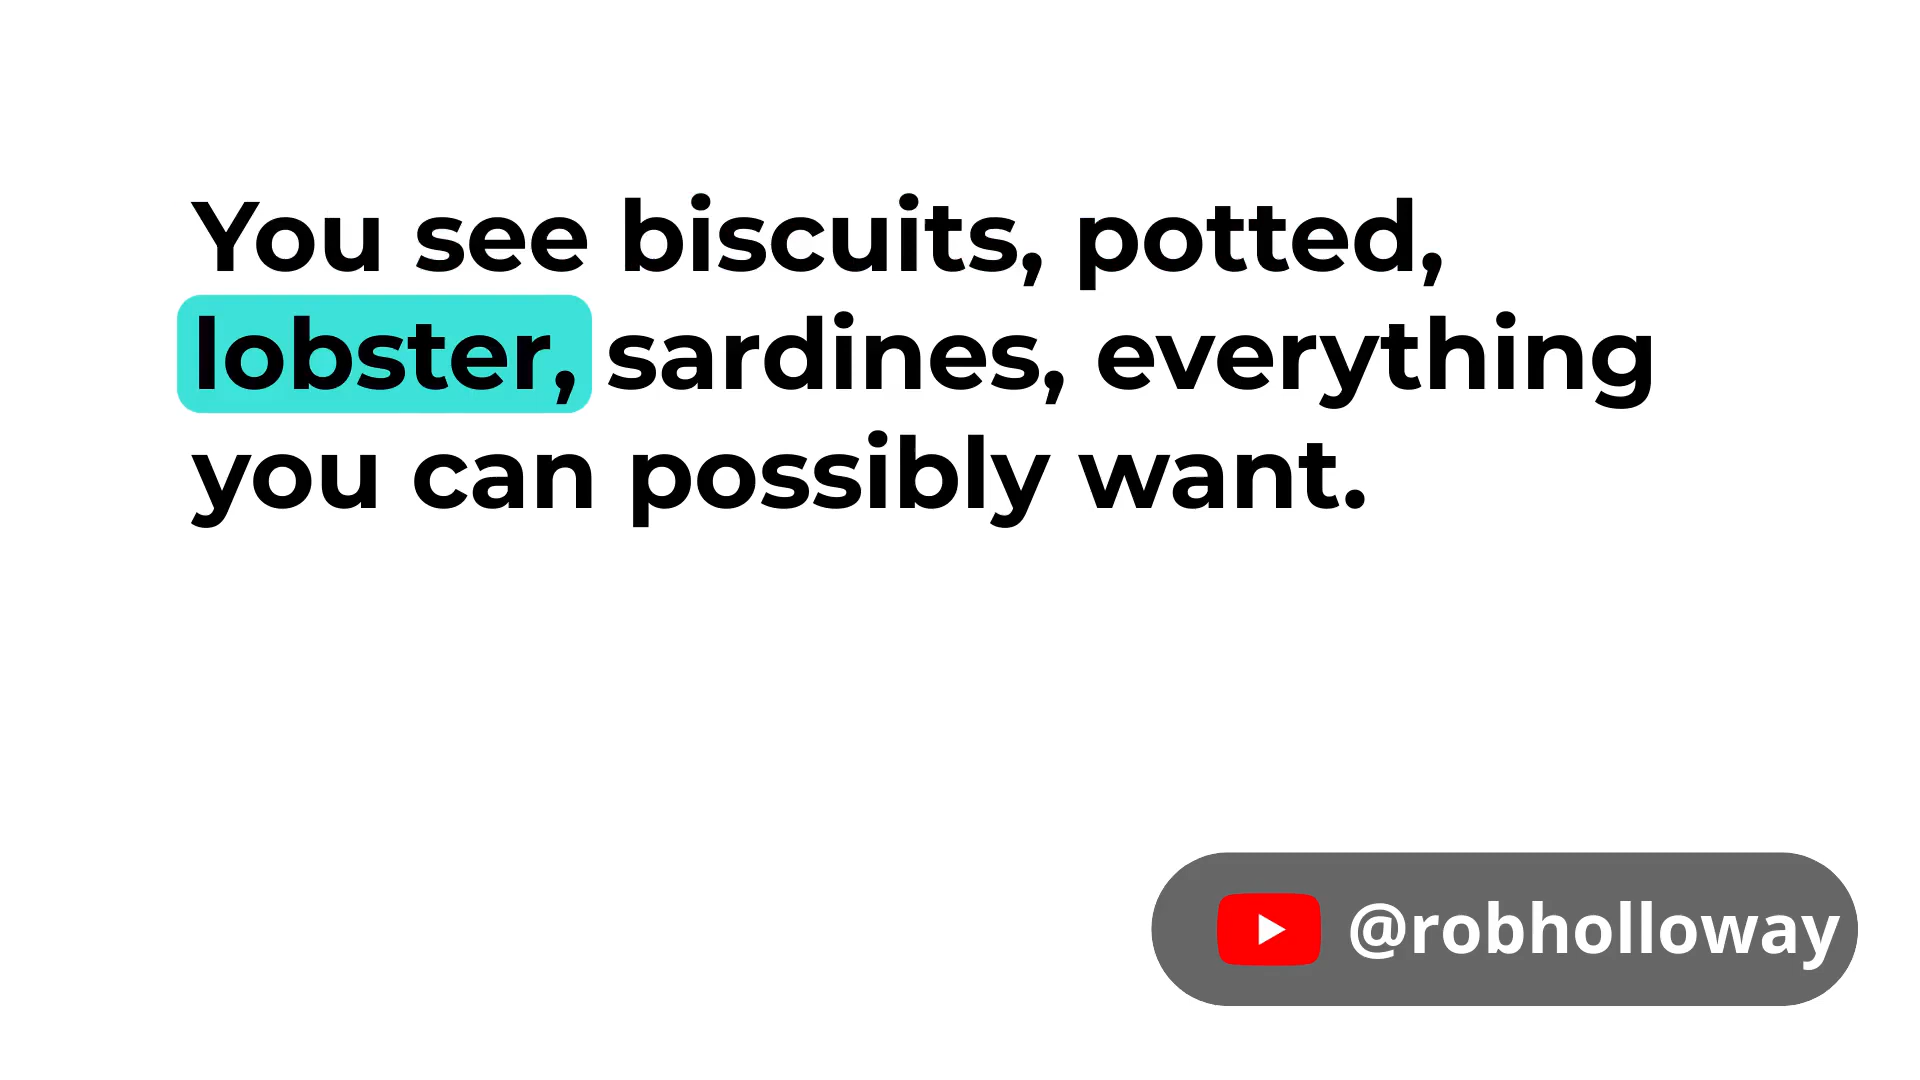 You see biscuits, potted,
lobster, sardines, everything
you can possibly want.
@robholloway